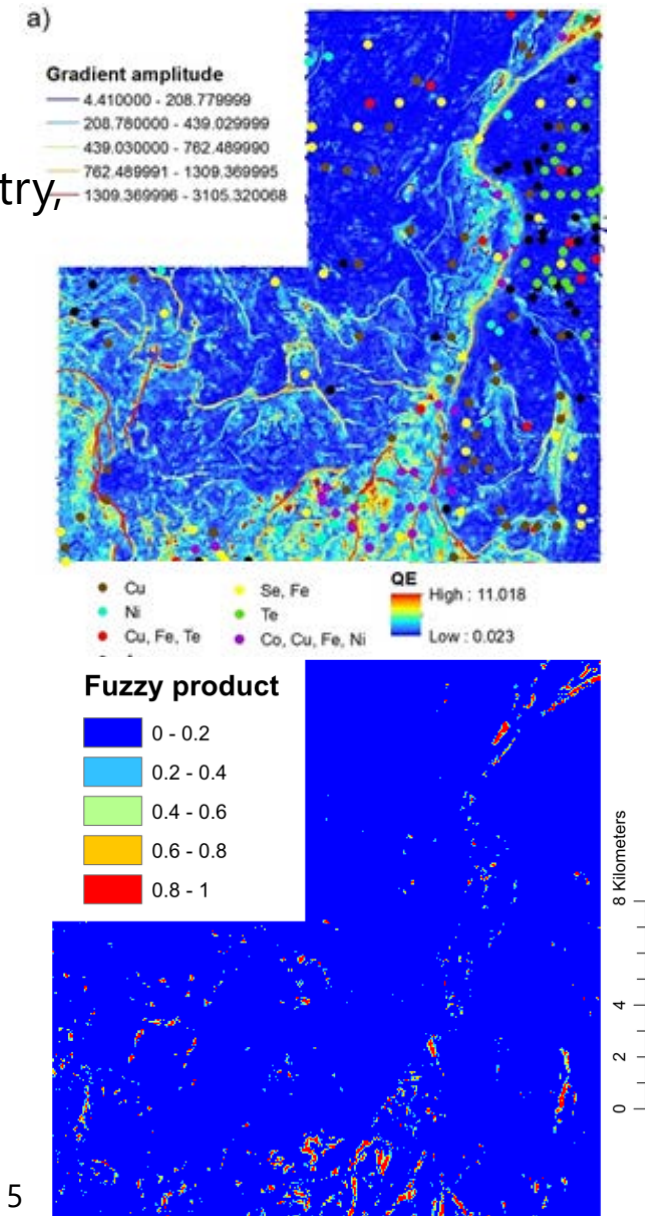 a)
Gradient amplitude
4.410000 - 208.779999
208.780000 - 439.029999
439.030000 - 762.489990
762.489991 - 1309.369995
1309.369996 - 3105.320068
try,
Cu
Ni
Cu, Fe, Te
Se, Fe
Te
Co, Cu, Fe, Ni
QE
High : 11.018
Low : 0.023
Fuzzy product
0 - 0.2
0.2 - 0.4
0.4 - 0.6
0.6 - 0.8
0.8 - 1
8 Kilometers
4
2
0
5